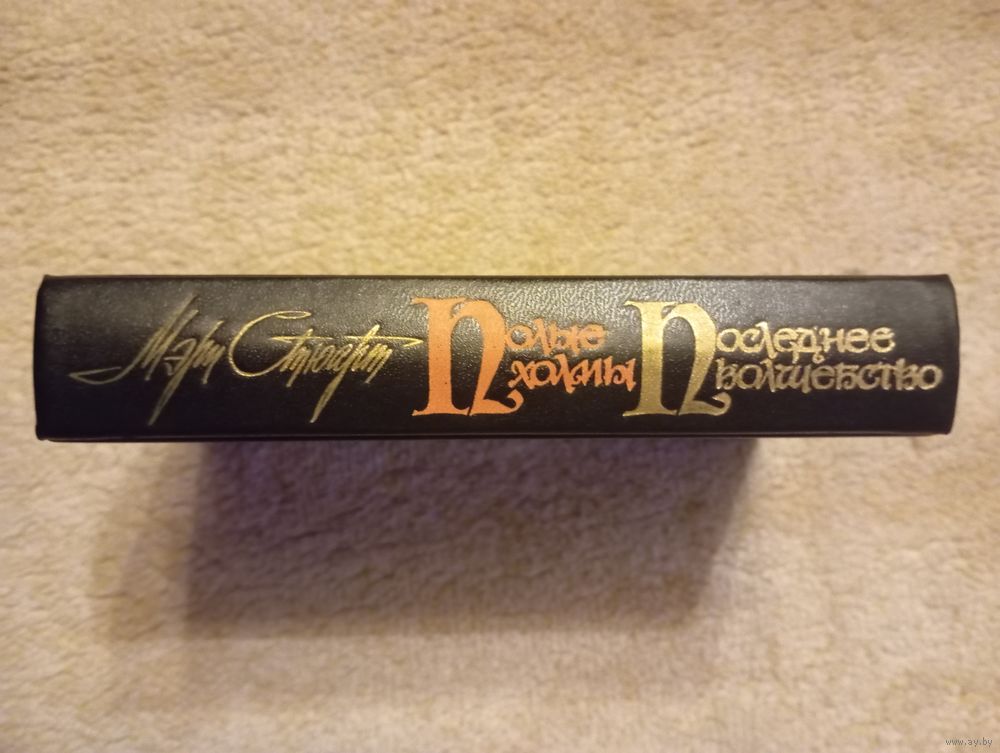 Мэри Стюарт
Полые
холмы
Последнее
волшебство
www.ay.by